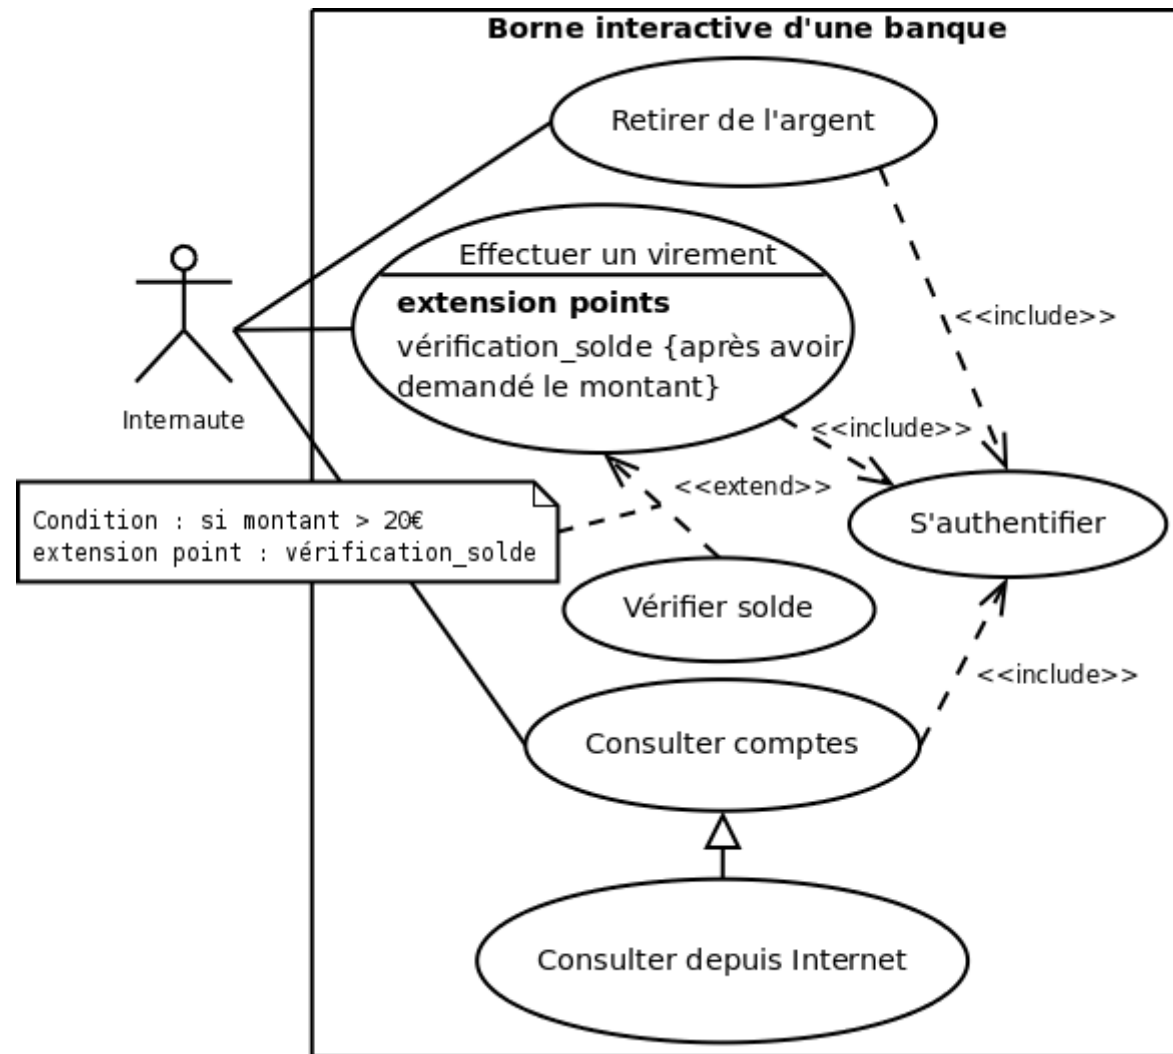 Borne interactive d'une banque
Retirer de l'argent
Effectuer un virement
extension points
vérification_solde {après avoir
demandé le montant}
<<include>>
Internaute
<<include>>
<<extend>>
Condition : si montant > 20€
extension point : vérification_solde
S'authentifier
Vérifier solde
<<include>>
Consulter comptes
Consulter depuis Internet